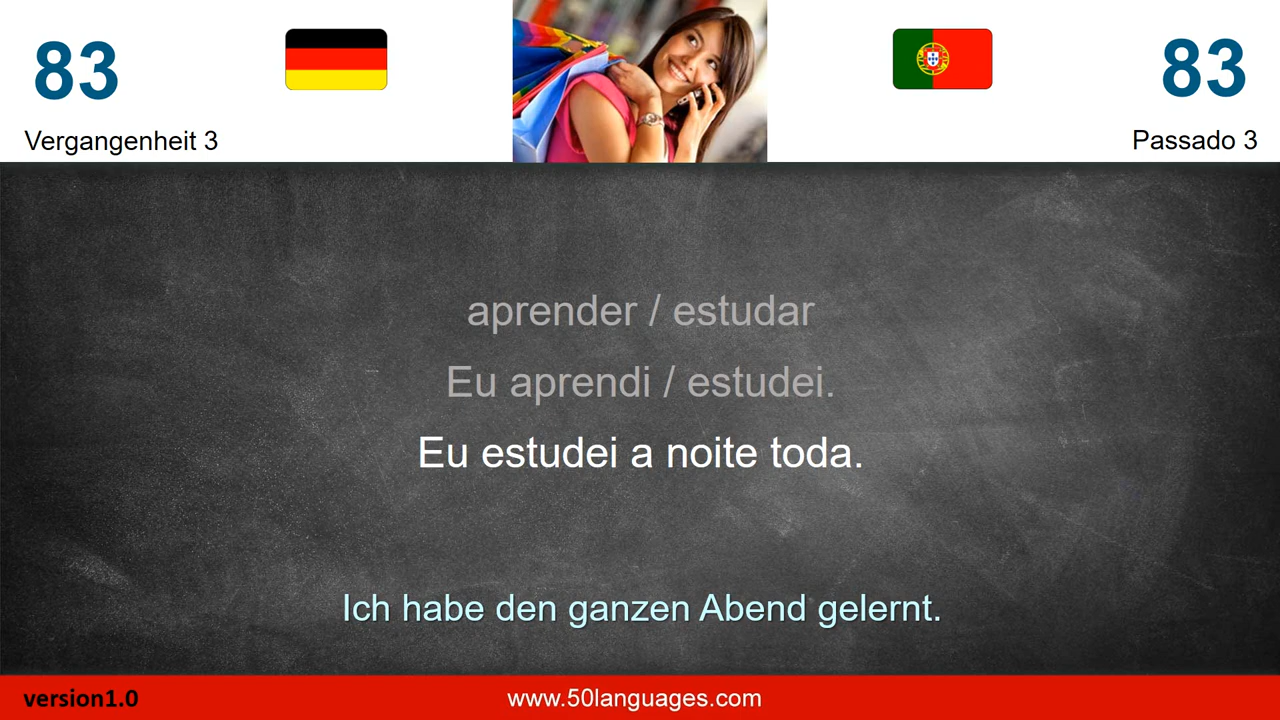 83
83
Vergangenheit 3
Passado 3
aprender / estudar
Eu aprendi / estudei.
Eu estudei a noite toda.
Ich habe den ganzen Abend gelernt.
version1.0
www.50languages.com